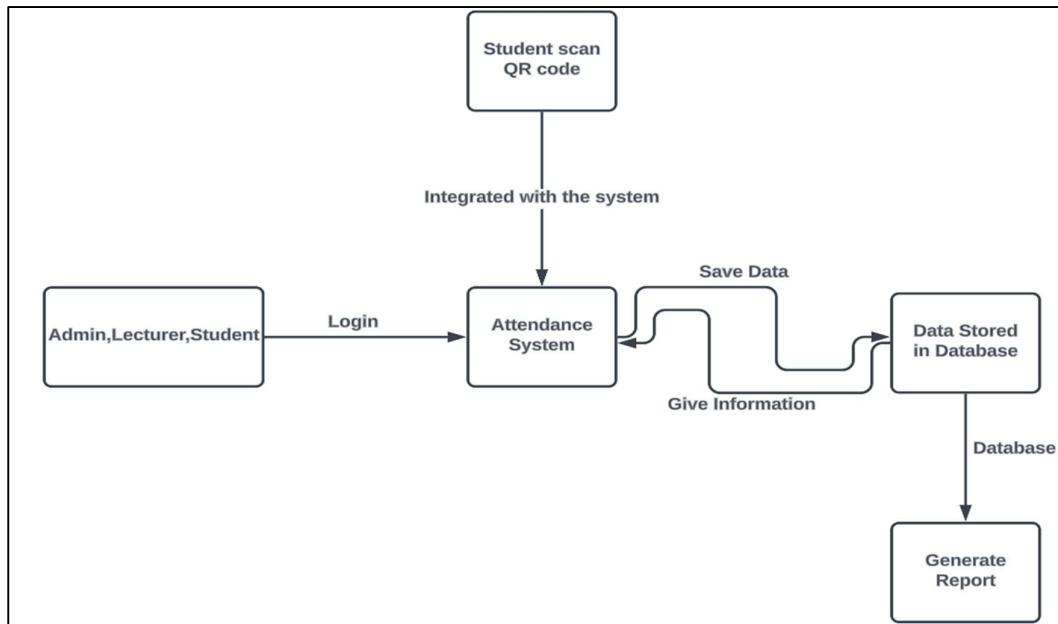 Student scan
QR code
Integrated with the system
Save Data
Admin,Lecturer,Student
Login
Attendance
System
Data Stored
in Database
Give Information
Database
Generate
Report